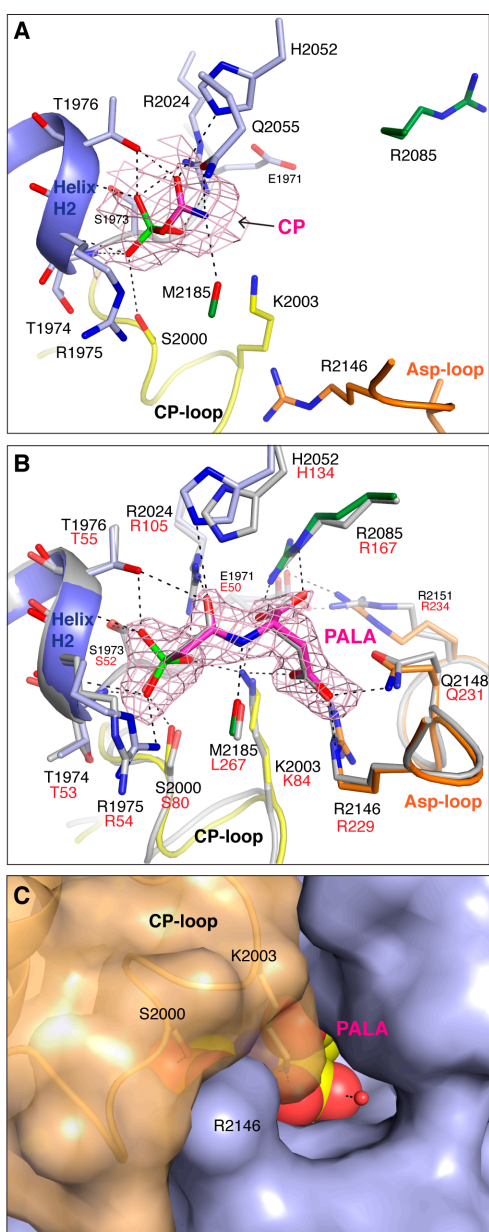 A
H2052
R2024
T1976
Q2055
R2085
E1971
Helix
H2
S1973
CP
M2185
K2003
T1974
S2000
R1975
R2146
Asp-loop
CP-loop
B
H2052
H134
R2024
R105
T1976
T55
R2085
R167
E1971
E50
R2151
R234
Helix
H2
PALA
S1973
S52
Q2148
Q231
M2185
L267
K2003
K84
T1974
T53
S2000
S80
R1975
R54
R2146
R229
Asp-loop
CP-loop
C
CP-loop
K2003
S2000
PALA
R2146